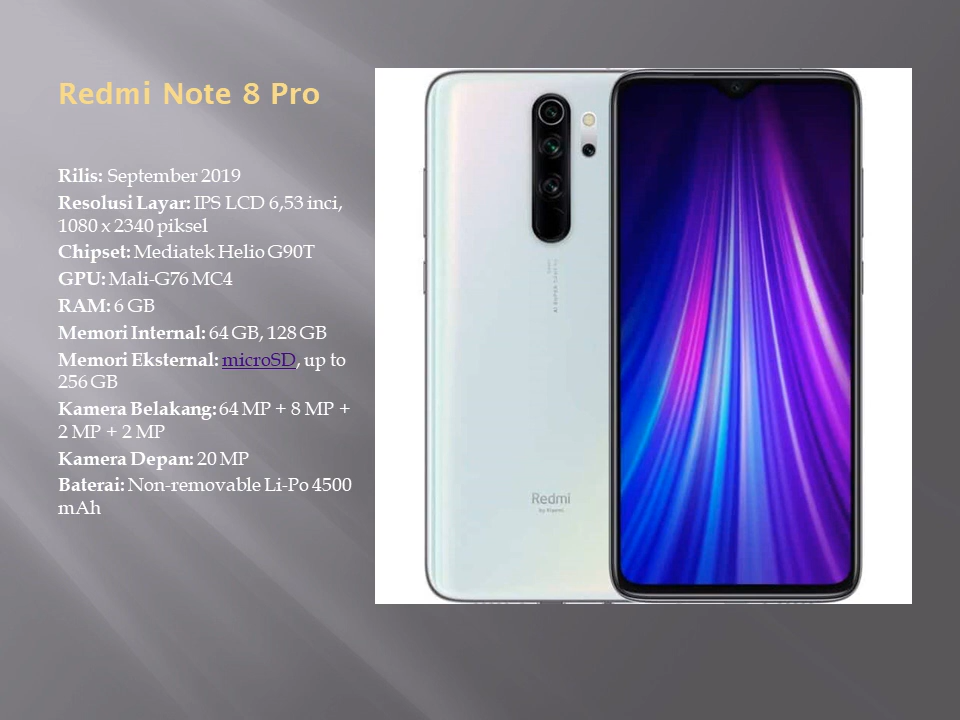 Redmi Note 8 Pro
Rilis: September 2019
Resolusi Layar: IPS LCD 6,53 inci,
1080 x 2340 piksel
Chipset: Mediatek Helio G90T
GPU: Mali-G76 MC4
RAM: 6 GB
Memori Internal: 64 GB, 128 GB
Memori Eksternal: microSD, up to
256 GB
Kamera Belakang: 64 MP + 8 MP +
2 MP + 2 MP
Kamera Depan: 20 MP
Baterai: Non-removable Li-Po 4500
mAh
Redmi
by Xiaomi